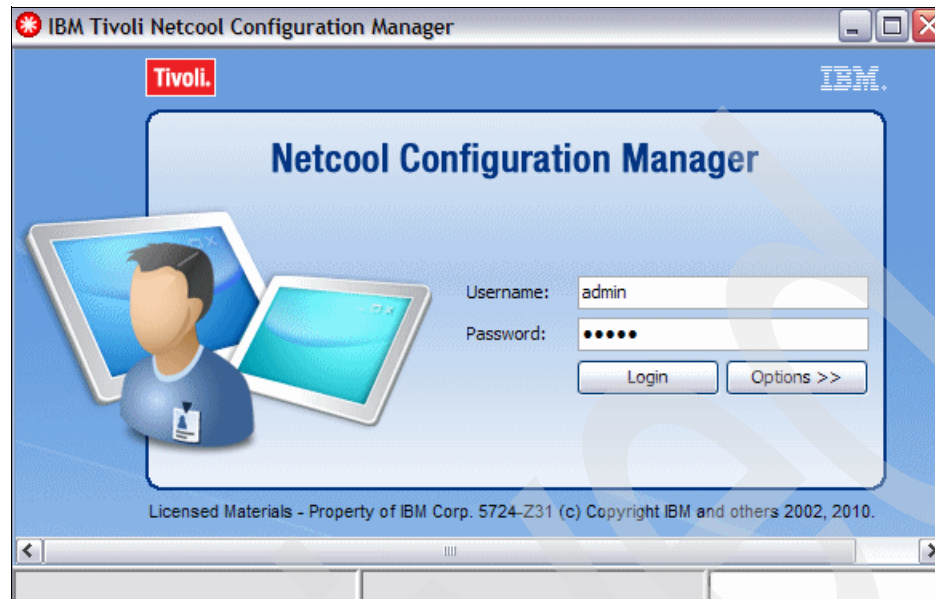 IBM Tivoli Netcool Configuration Manager
Tivoli.
IBM.
Netcool Configuration Manager
Username: admin
Password: •••••
Login Options >>
Licensed Materials - Property of IBM Corp. 5724-Z31 (c) Copyright IBM and others 2002, 2010.